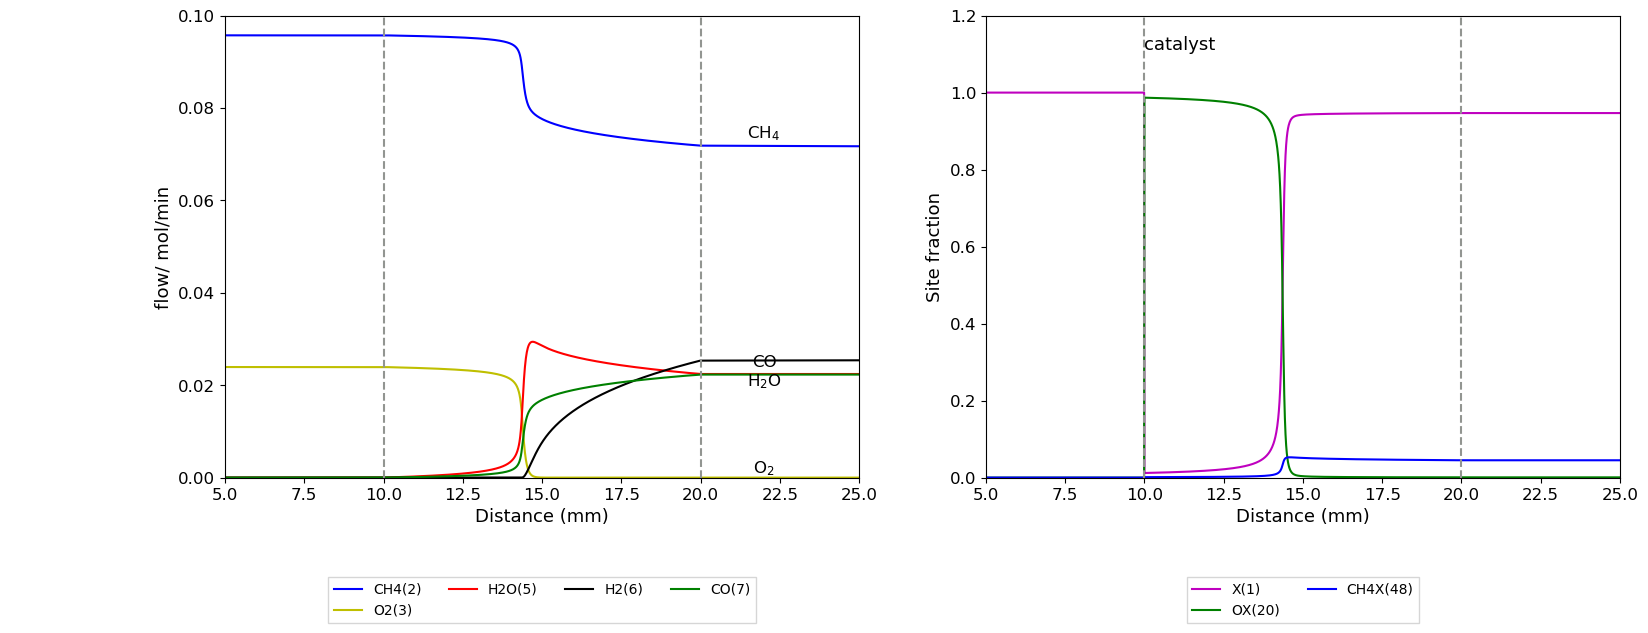 0.10
0.08
0.06
0.04
0.02
0.00
flow/ mol/min
CH₄
CO
H₂O
O₂
5.0 7.5 10.0 12.5 15.0 17.5 20.0 22.5 25.0
Distance (mm)
CH4(2) H2O(5) H2(6) CO(7)
O2(3)
1.2
1.0
0.8
0.6
0.4
0.2
0.0
Site fraction
catalyst
5.0 7.5 10.0 12.5 15.0 17.5 20.0 22.5 25.0
Distance (mm)
X(1) CH4X(48)
OX(20)